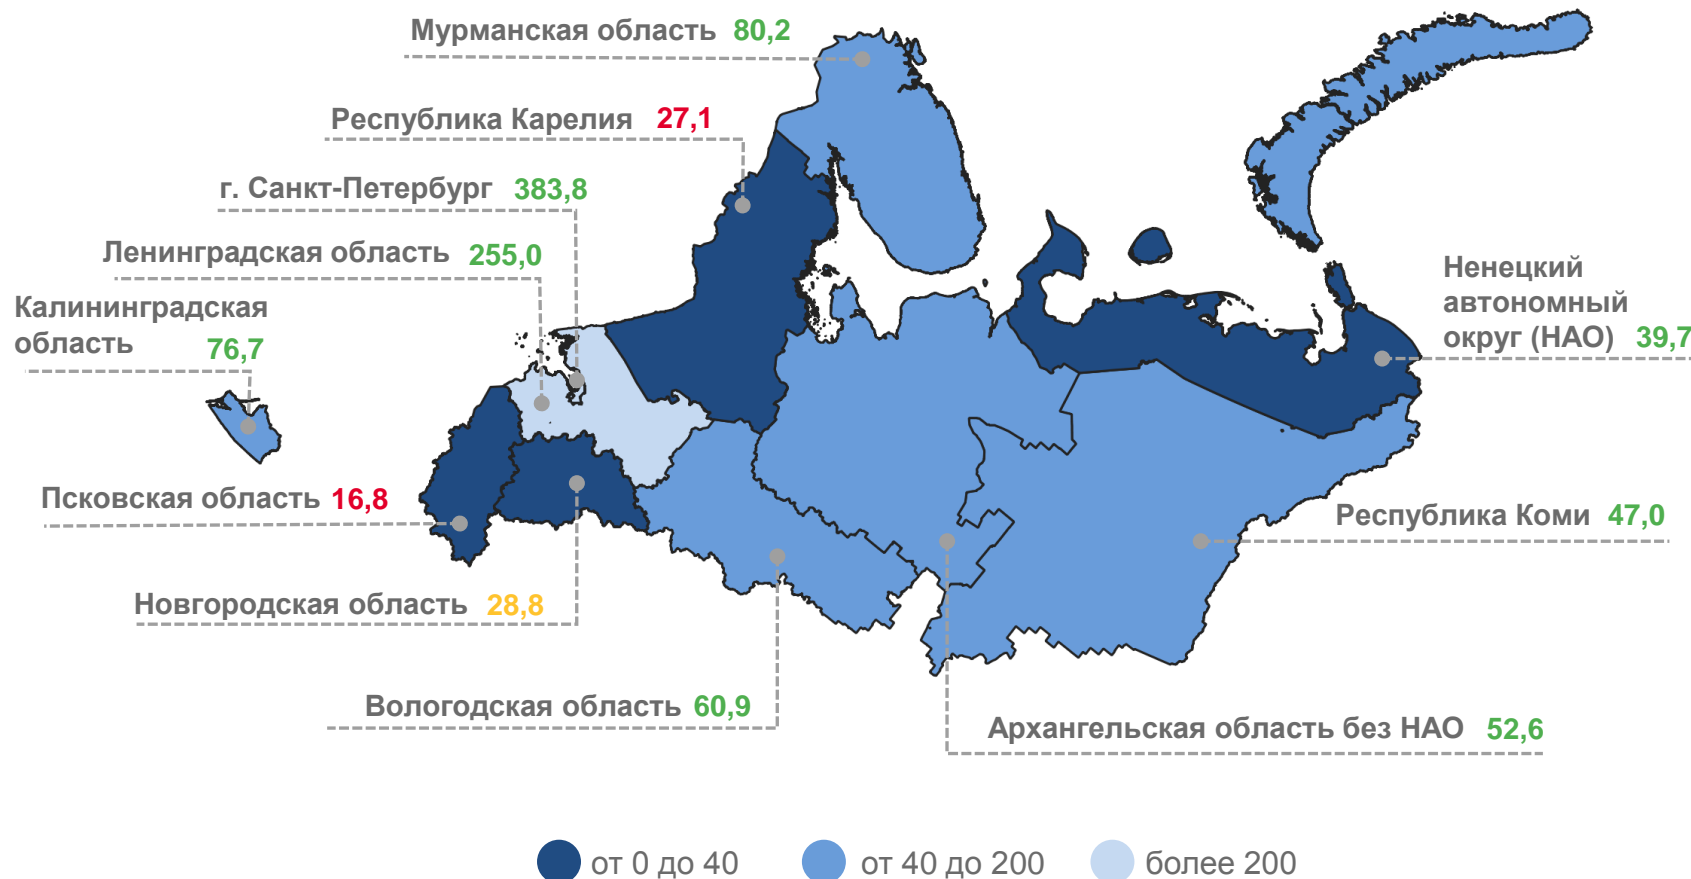 Мурманская область 80,2
Республика Карелия 27,1
г. Санкт-Петербург 383,8
Ленинградская область 255,0
Калининградская
область 76,7
Ненецкий
автономный
округ (НАО) 39,7
Псковская область 16,8
Республика Коми 47,0
Новгородская область 28,8
Вологодская область 60,9
Архангельская область без НАО 52,6
от 0 до 40
от 40 до 200
более 200